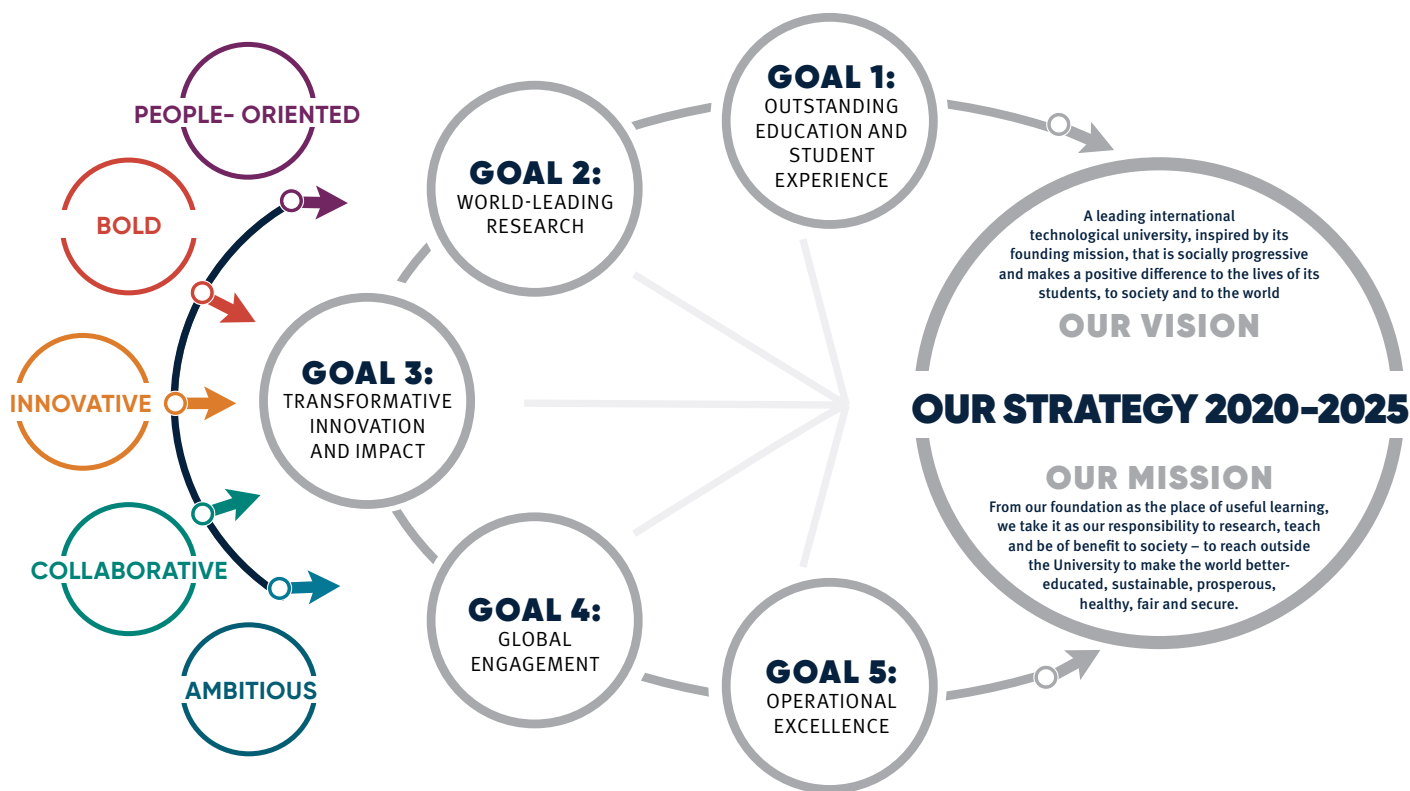 PEOPLE- ORIENTED
BOLD
INNOVATIVE
COLLABORATIVE
AMBITIOUS
GOAL 1:
OUTSTANDING
EDUCATION AND
STUDENT
EXPERIENCE
GOAL 2:
WORLD-LEADING
RESEARCH
GOAL 3:
TRANSFORMATIVE
INNOVATION
AND IMPACT
GOAL 4:
GLOBAL
ENGAGEMENT
GOAL 5:
OPERATIONAL
EXCELLENCE
A leading international
technological university, inspired by its
founding mission, that is socially progressive
and makes a positive difference to the lives of its
students, to society and to the world
OUR VISION
OUR STRATEGY 2020–2025
OUR MISSION
From our foundation as the place of useful learning,
we take it as our responsibility to research, teach
and be of benefit to society – to reach outside
the University to make the world better-
educated, sustainable, prosperous,
healthy, fair and secure.